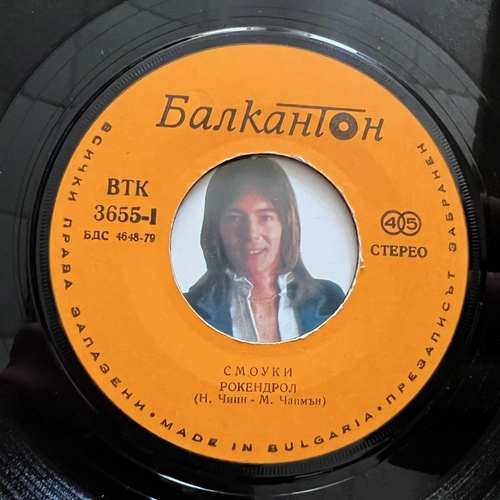 Балкантон
ВТК
3655-I
БДС 4648-79
45
СТЕРЕО
СМОУКИ
РОКЕНДРОЛ
(Н. Чинн - М. Чапмън)
ВСИЧКИ ПРАВА ЗАПАЗЕНИ • MADE IN BULGARIA • ПРЕЗАПИСЪТ ЗАБРАНЕН